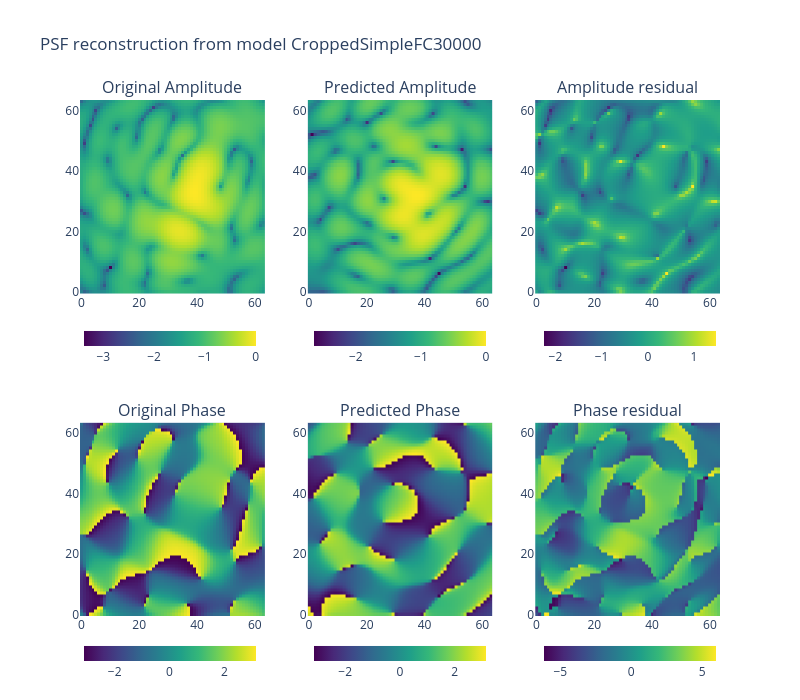 PSF reconstruction from model CroppedSimpleFC30000
Original Amplitude Predicted Amplitude Amplitude residual
60 60 60
40 40 40
20 20 20
0 0 0
0 20 40 60 0 20 40 60 0 20 40 60
−3 −2 −1 0 −2 −1 0 −2 −1 0 1
Original Phase Predicted Phase Phase residual
60 60 60
40 40 40
20 20 20
0 0 0
0 20 40 60 0 20 40 60 0 20 40 60
−2 0 2 −2 0 2 −5 0 5